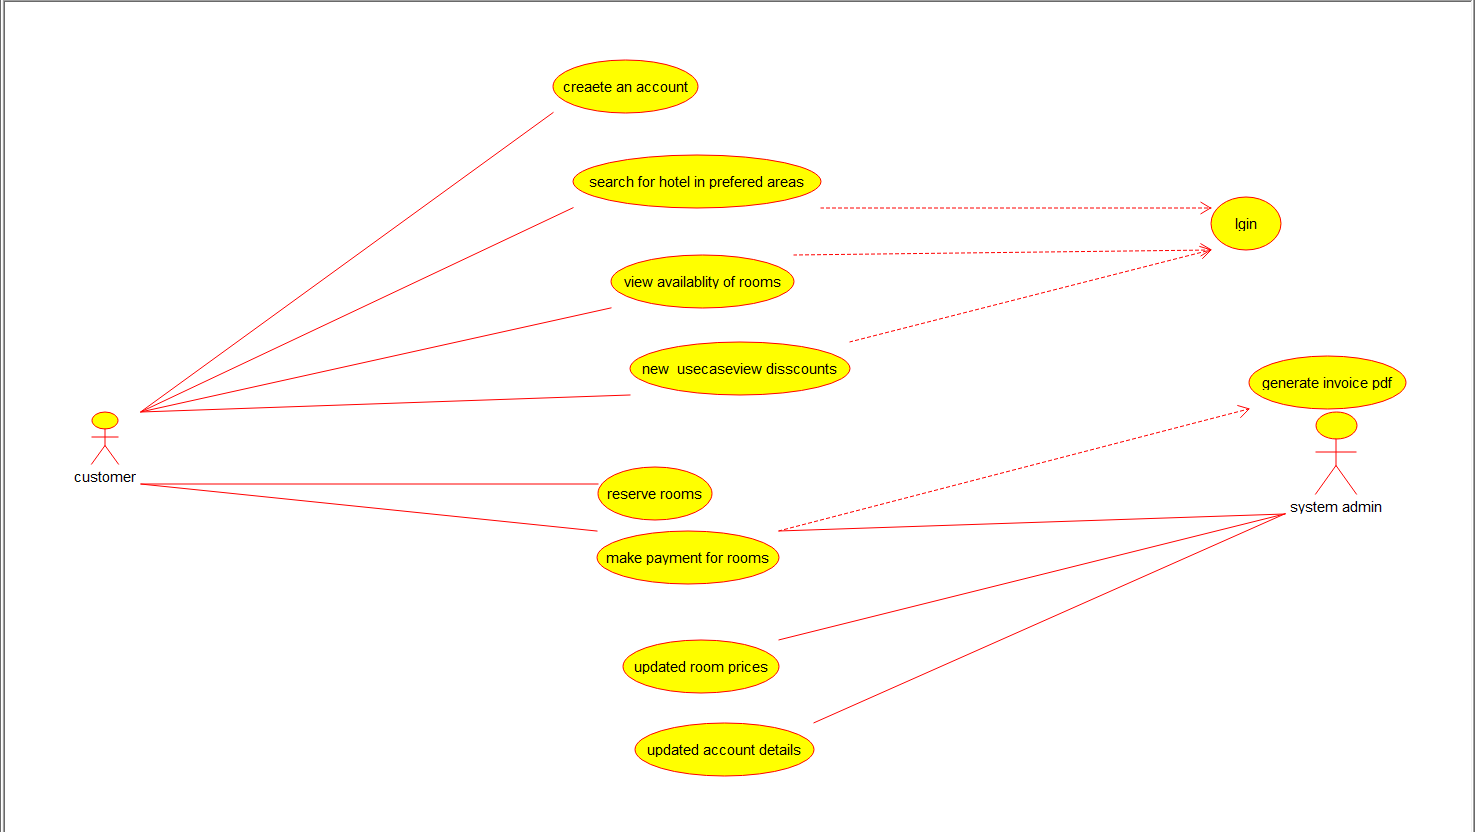 creaete an account
search for hotel in prefered areas
lgin
view availablity of rooms
new  usecaseview disscounts
generate invoice pdf
customer
reserve rooms
system admin
make payment for rooms
updated room prices
updated account details